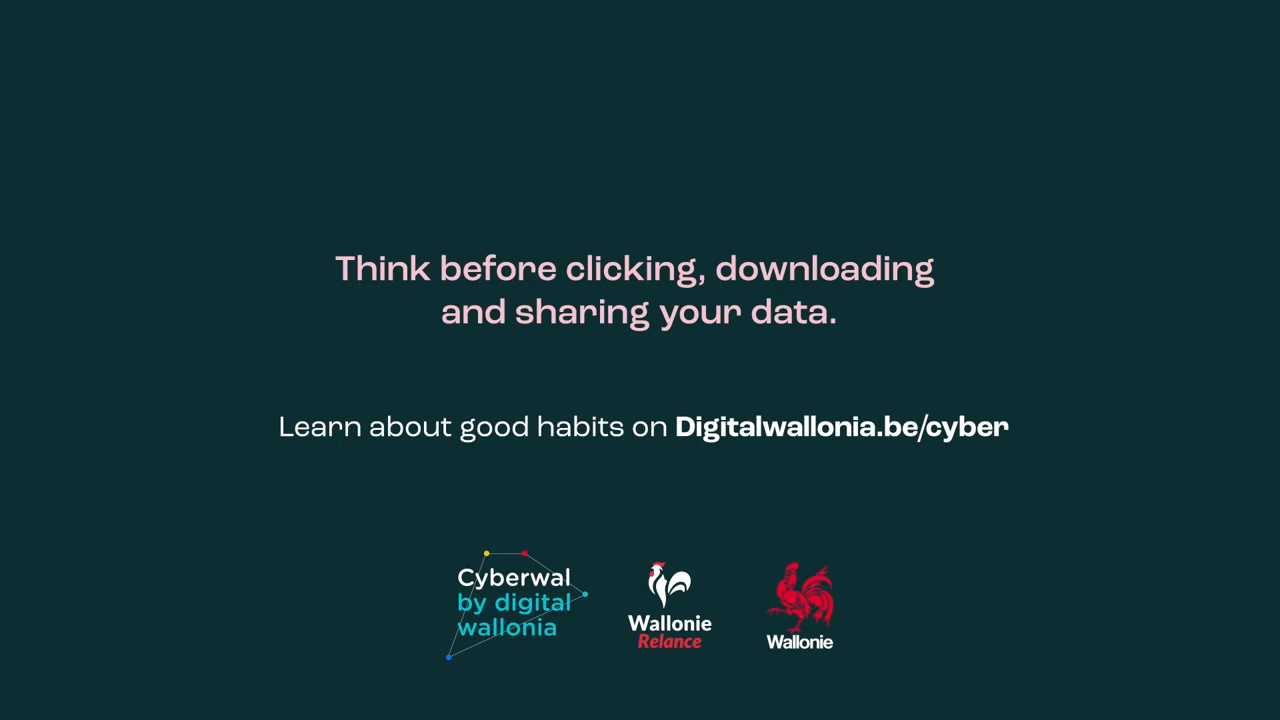 Think before clicking, downloading
and sharing your data.
Learn about good habits on Digitalwallonia.be/cyber
Cyberwal
by digital
wallonia
Wallonie
Relance
Wallonie